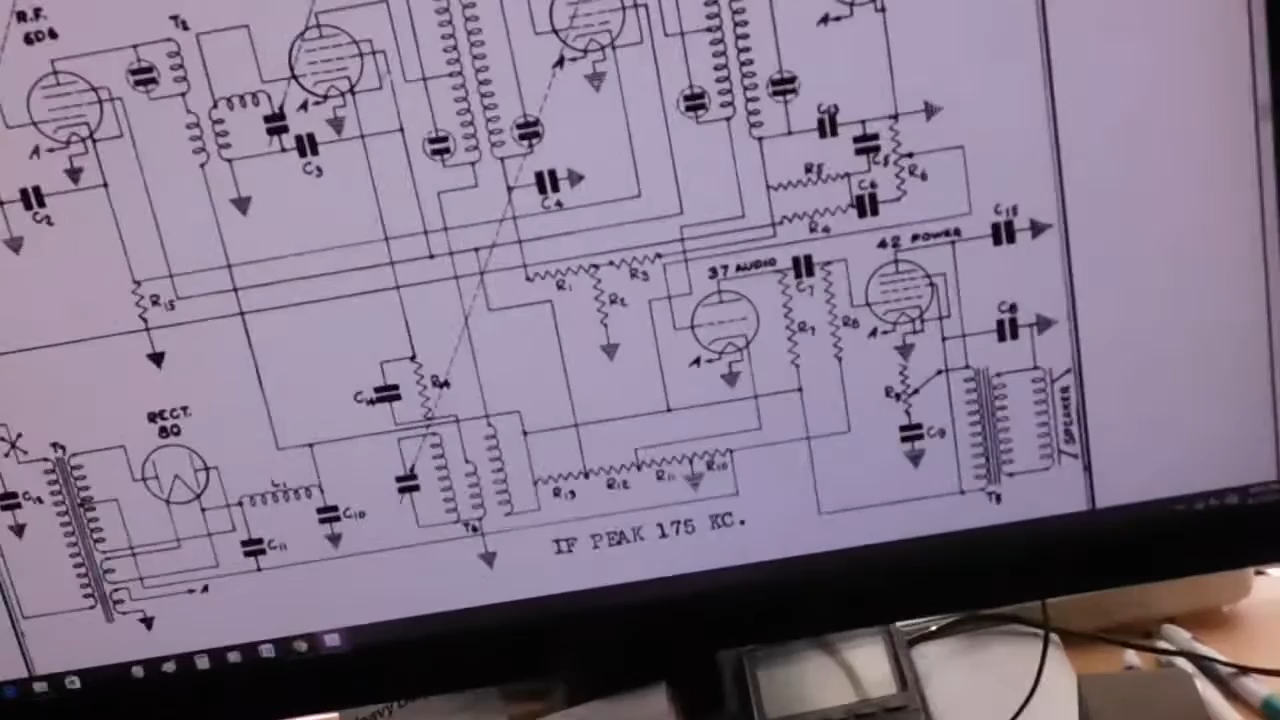 R.F.
6D6
T2
A
A
A
A
C2
C3
C4
C5
C6
R5
R6
R4
R15
R1
R3
R2
37 AUDIO
C7
42 POWER
C15
A
A
R7
R8
C8
R9
C9
SPEAKER
T5
C14
R14
RECT.
80
T3
C12
L1
C10
C11
A
T4
R13
R12
R11
R10
IF PEAK 175 KC.